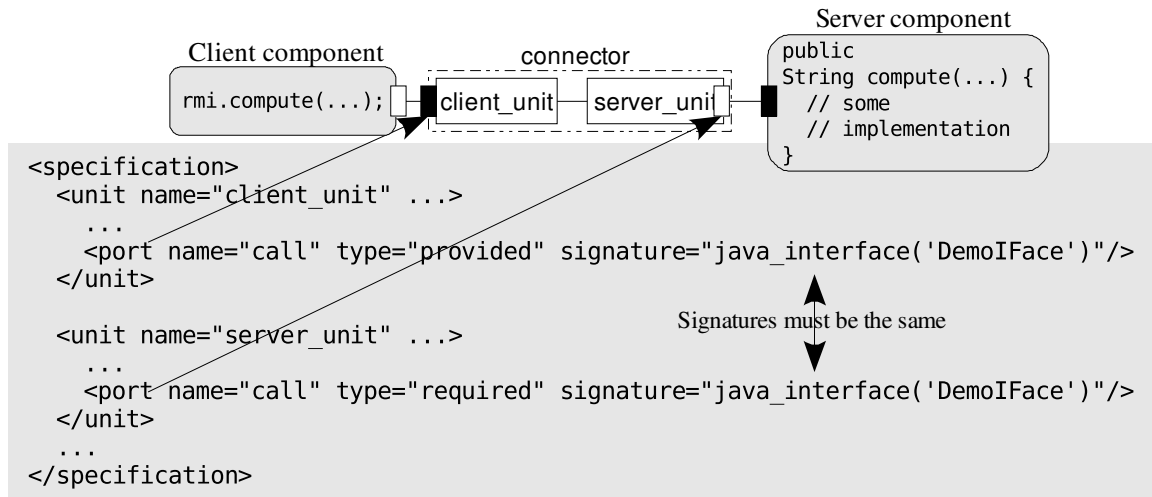 Server component
Client component
connector
public
String compute(...) {
// some
// implementation
}
rmi.compute(...);
client_unit
server_unit
<specification>
<unit name="client_unit" ...>
...
<port name="call" type="provided" signature="java_interface('DemoIFace')"/>
</unit>
Signatures must be the same
<unit name="server_unit" ...>
...
<port name="call" type="required" signature="java_interface('DemoIFace')"/>
</unit>
...
</specification>